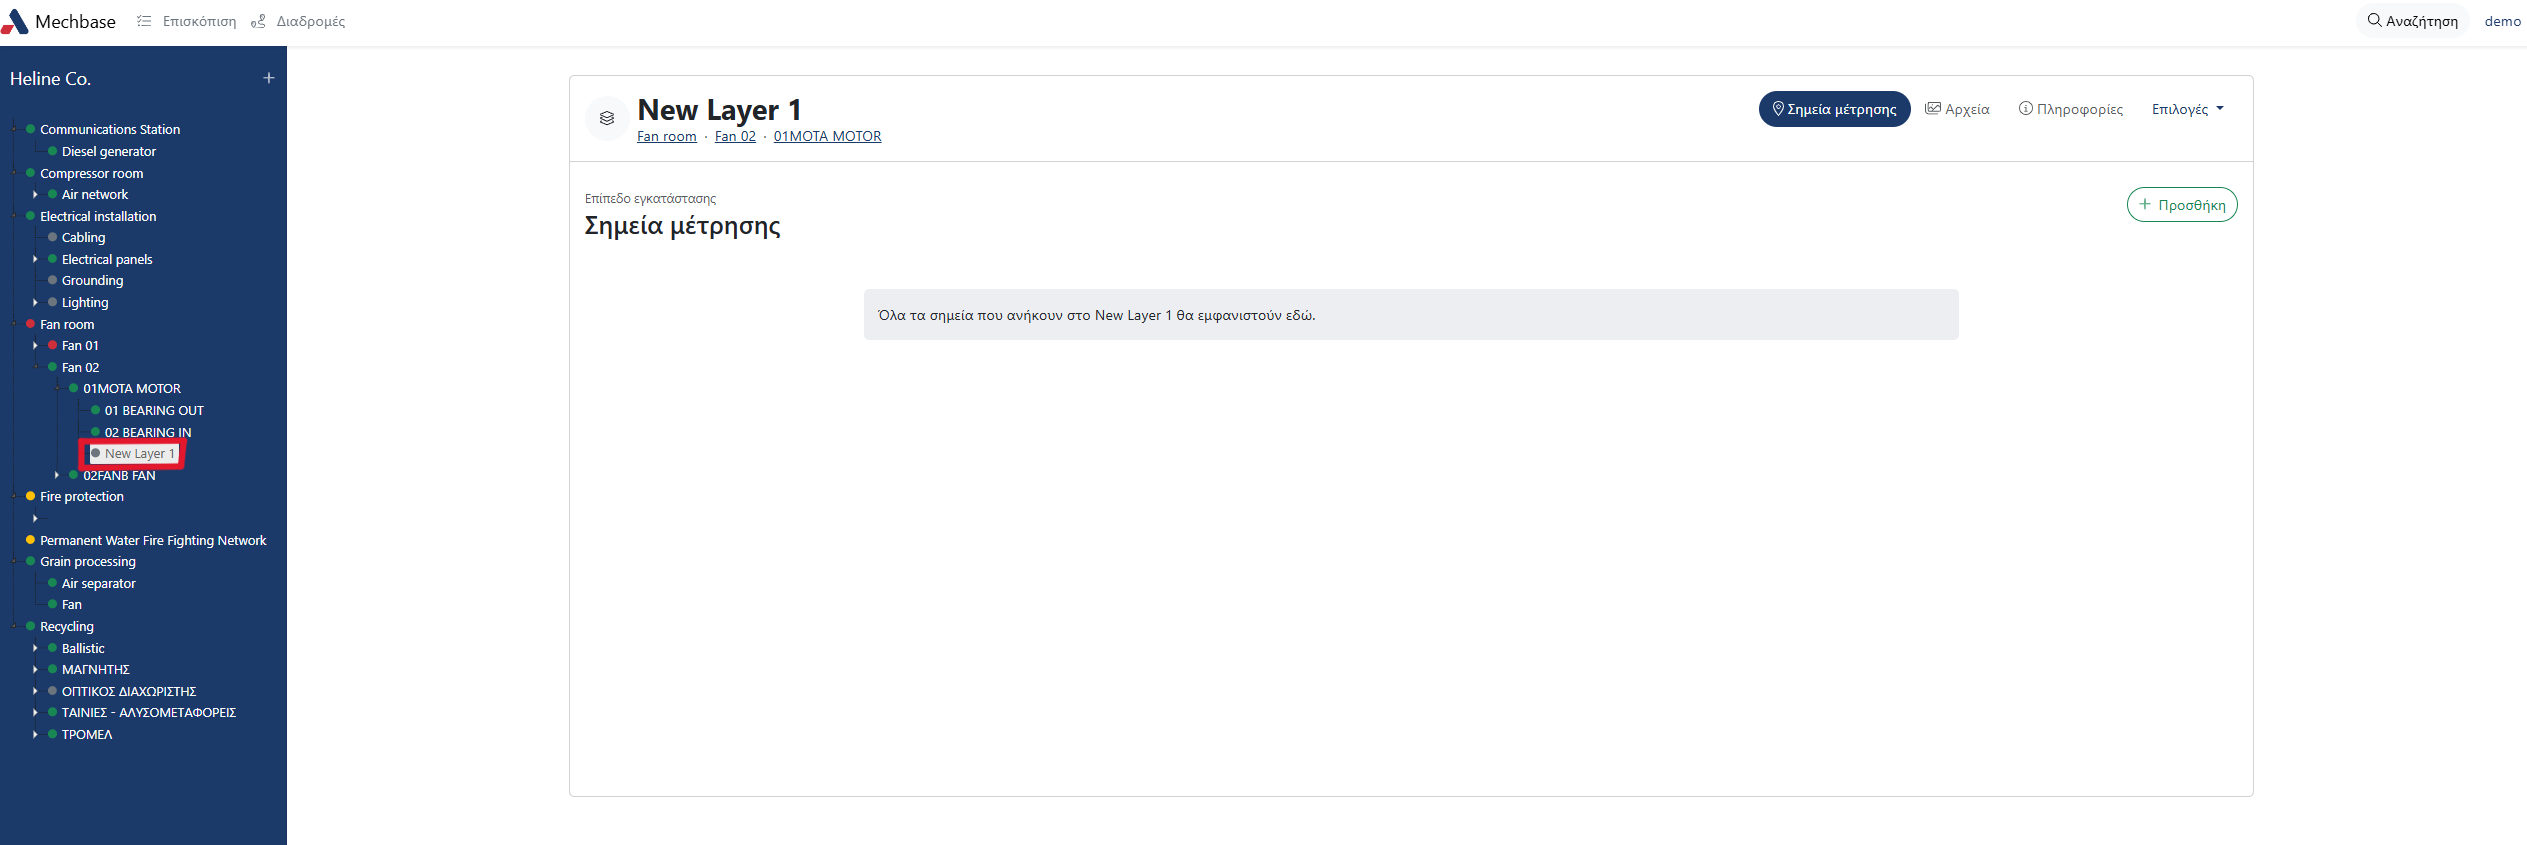 Mechbase Επισκόπιση Διαδρομές Αναζήτηση demo
Heline Co.
Communications Station
Diesel generator
Compressor room
Air network
Electrical installation
Cabling
Electrical panels
Grounding
Lighting
Fan room
Fan 01
Fan 02
01MOTA MOTOR
01 BEARING OUT
02 BEARING IN
New Layer 1
02FANB FAN
Fire protection
Permanent Water Fire Fighting Network
Grain processing
Air separator
Fan
Recycling
Ballistic
ΜΑΓΝΗΤΗΣ
ΟΠΤΙΚΟΣ ΔΙΑΧΩΡΙΣΤΗΣ
ΤΑΙΝΙΕΣ - ΑΛΥΣΟΜΕΤΑΦΟΡΕΙΣ
ΤΡΟΜΕΛ
New Layer 1
Fan room · Fan 02 · 01MOTA MOTOR
Σημεία μέτρησης Αρχεία Πληροφορίες Επιλογές
Επίπεδο εγκατάστασης
Σημεία μέτρησης
Προσθήκη
Όλα τα σημεία που ανήκουν στο New Layer 1 θα εμφανιστούν εδώ.